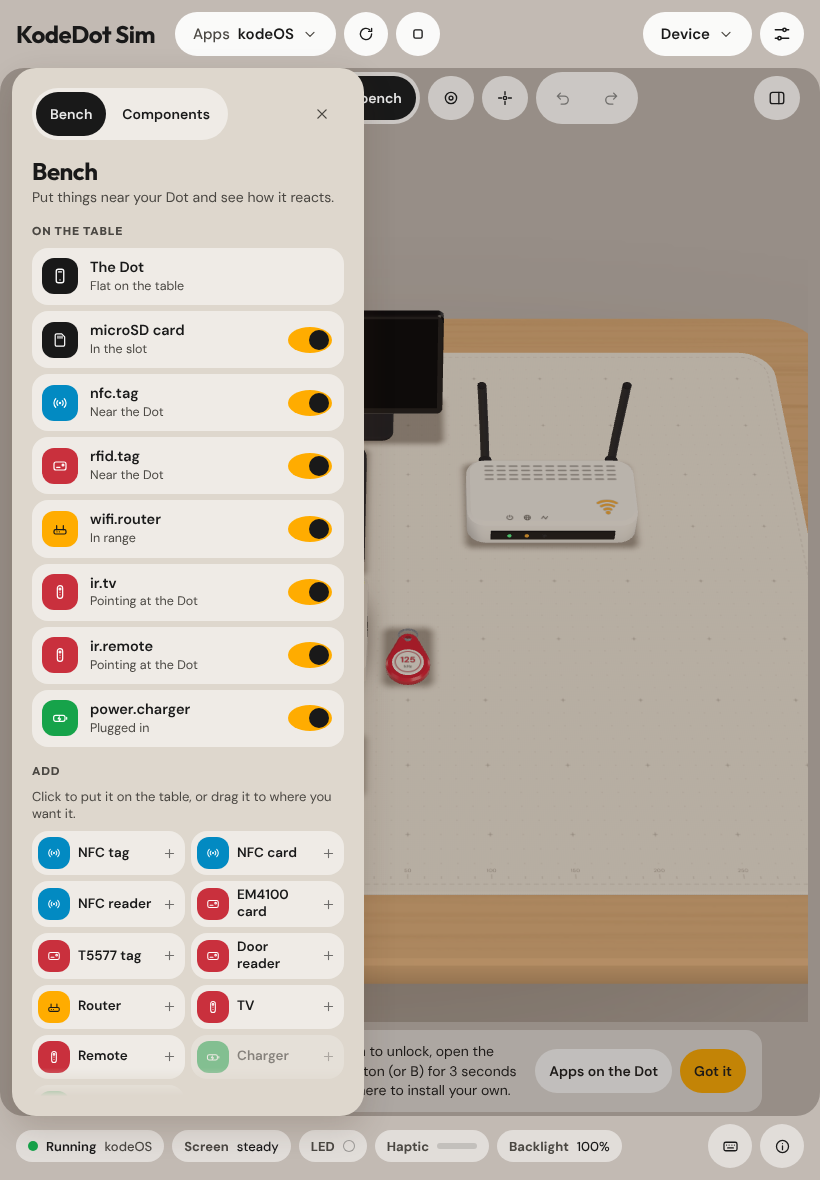 KodeDot Sim
Apps kodeOS
Device
Bench
Components
bench
Bench
Put things near your Dot and see how it reacts.
ON THE TABLE
The Dot
Flat on the table
microSD card
In the slot
nfc.tag
Near the Dot
rfid.tag
Near the Dot
wifi.router
In range
ir.tv
Pointing at the Dot
ir.remote
Pointing at the Dot
power.charger
Plugged in
125
ADD
Click to put it on the table, or drag it to where you
want it.
NFC tag
NFC card
NFC reader
EM4100
card
T5577 tag
Door
reader
Router
TV
Remote
Charger
to unlock, open the
(or B) for 3 seconds
to install your own.
Apps on the Dot
Got it
Running kodeOS
Screen steady
LED
Haptic
Backlight 100%